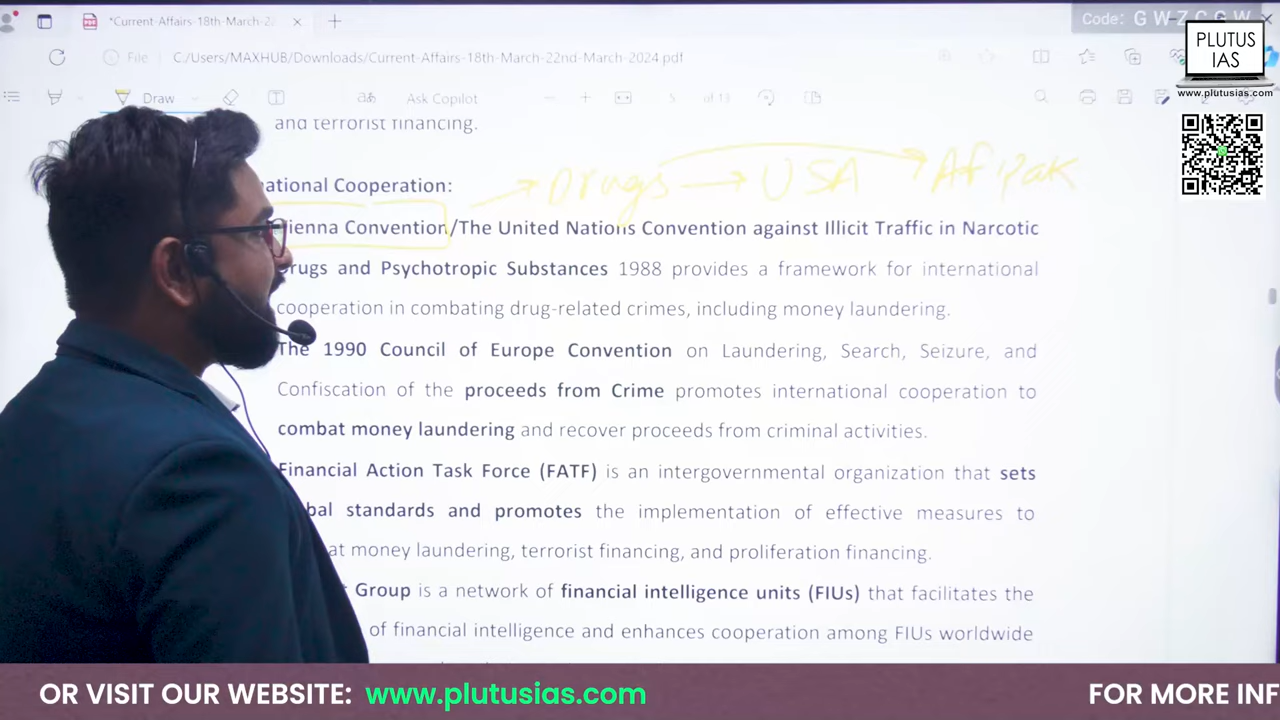 *Current-Affairs-18th-March-2
Code: G W Z C G W
File C:/Users/MAXHUB/Downloads/Current-Affairs-18th-March-22nd-March-2024.pdf
PLUTUS
IAS
www.plutusias.com
Draw Ask Copilot 5 of 13
and terrorist financing.
Drugs → USA → Af Pak
ational Cooperation:
ienna Convention/The United Nations Convention against Illicit Traffic in Narcotic
Drugs and Psychotropic Substances 1988 provides a framework for international
cooperation in combating drug-related crimes, including money laundering.
The 1990 Council of Europe Convention on Laundering, Search, Seizure, and
Confiscation of the proceeds from Crime promotes international cooperation to
combat money laundering and recover proceeds from criminal activities.
Financial Action Task Force (FATF) is an intergovernmental organization that sets
bal standards and promotes the implementation of effective measures to
at money laundering, terrorist financing, and proliferation financing.
Group is a network of financial intelligence units (FIUs) that facilitates the
of financial intelligence and enhances cooperation among FIUs worldwide
OR VISIT OUR WEBSITE: www.plutusias.com FOR MORE INF